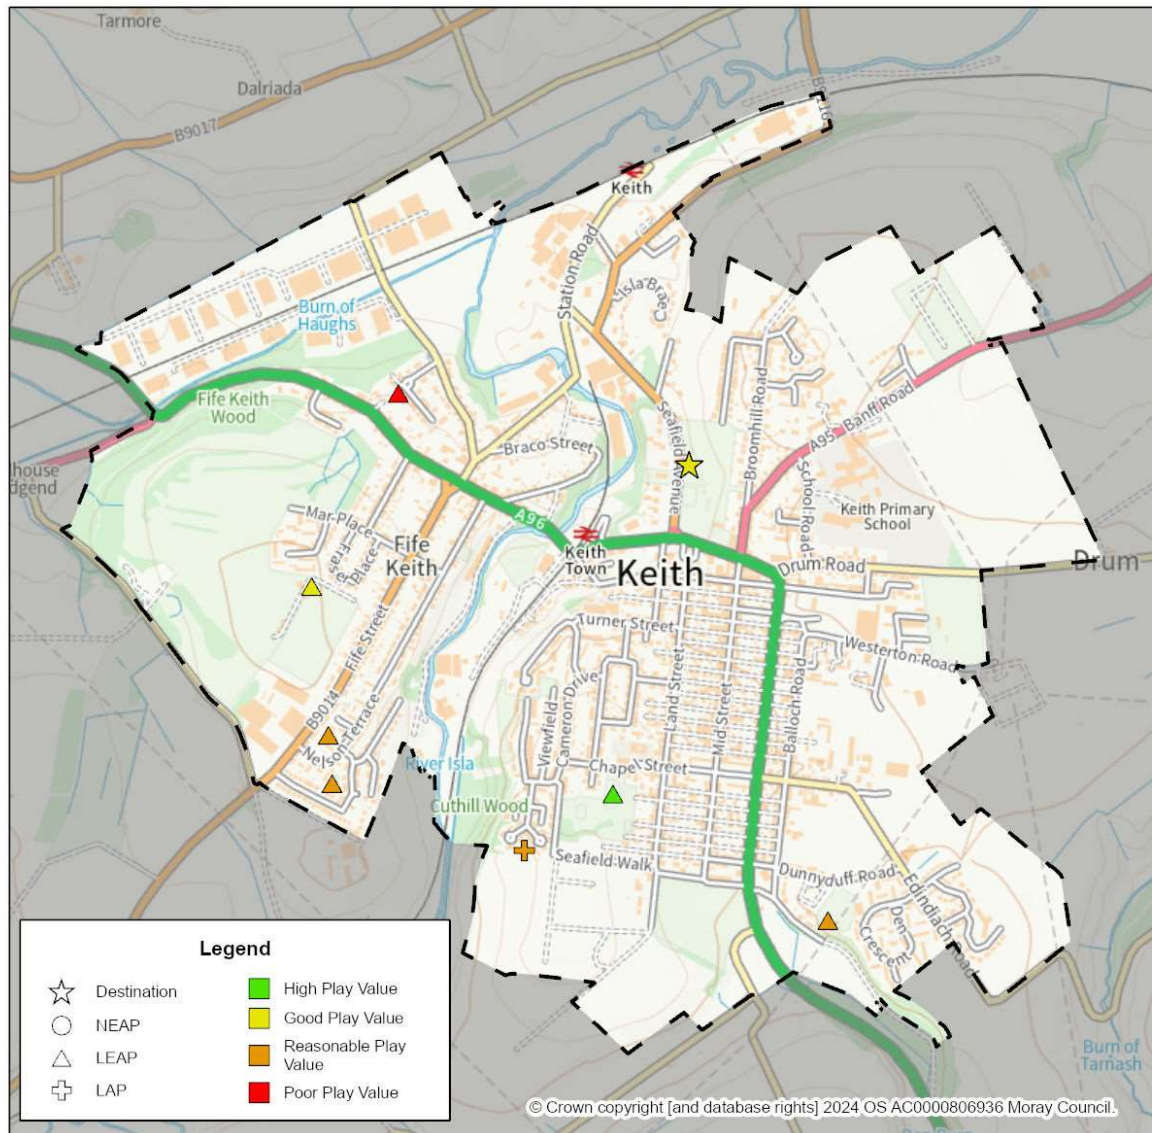 Tarmore
Dalriada
B9017
B9016
Keith
Station Road
Isla Brae
Burn of
Haughs
Fife Keith
Wood
Seafield Avenue
Broomhill Road
A95
Banff Road
School Road
Braco Street
Keith Primary
School
A96
Mar Place
Place
Fife
Keith
Keith
Town
Keith
Drum Road
Drum
Turner Street
Westerton Road
Fife Street
B9014
Nelson Terrace
Viewfield
Cameron Drive
Land Street
Mid Street
Balloch Road
River Isla
Chapel Street
Cuthill Wood
Seafield Walk
Dunnyduff Road
Edindiach Road
Den
Crescent
Burn of
Tarnash
Legend
Destination
NEAP
LEAP
LAP
High Play Value
Good Play Value
Reasonable Play
Value
Poor Play Value
© Crown copyright [and database rights] 2024 OS AC0000806936 Moray Council.